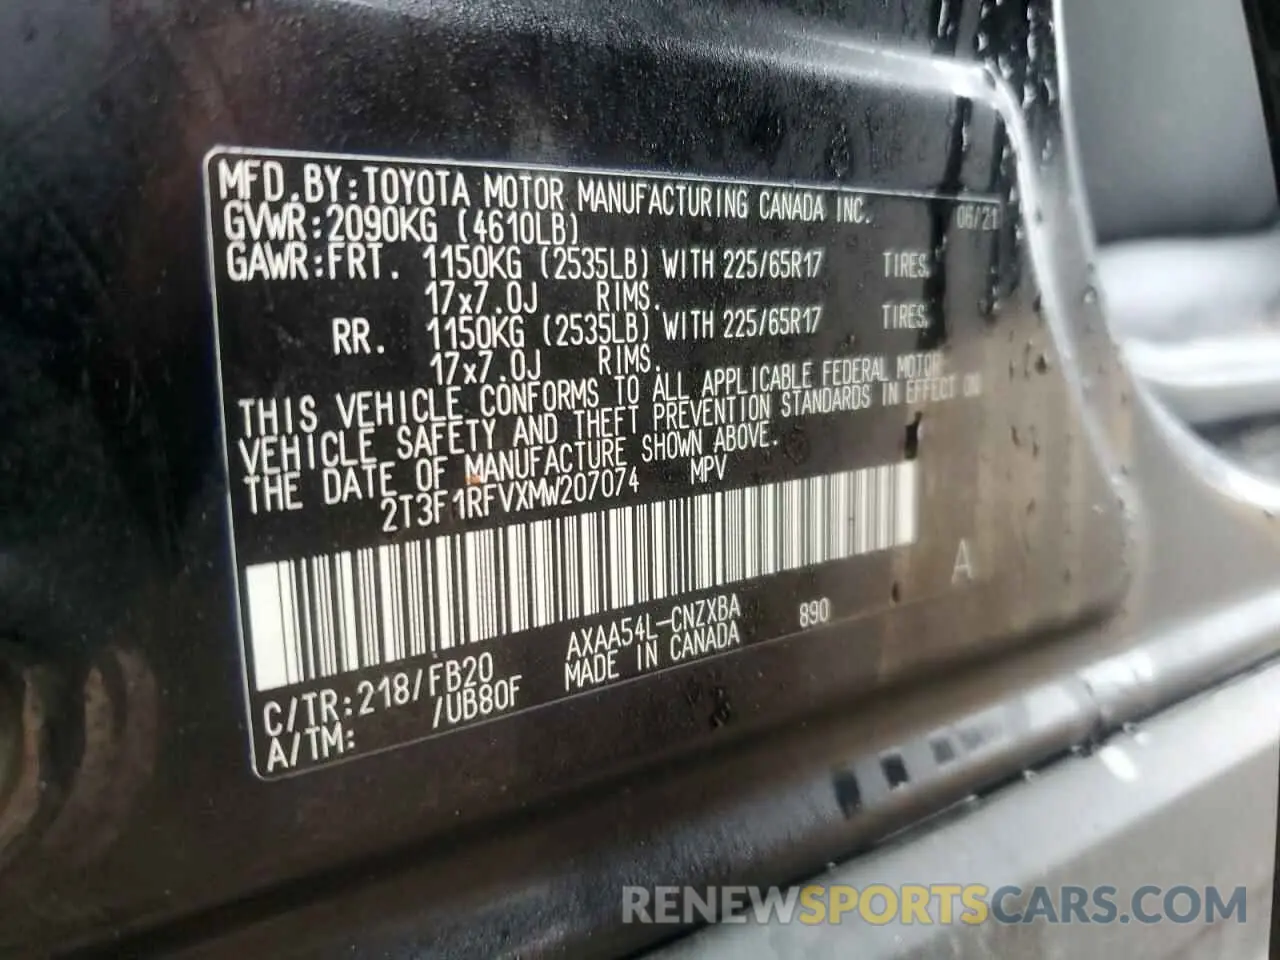 MFD.BY:TOYOTA MOTOR MANUFACTURING CANADA INC. 06/21
GVWR:2090KG (4610LB)
GAWR:FRT. 1150KG (2535LB) WITH 225/65R17 TIRES,
17x7.0J RIMS.
RR. 1150KG (2535LB) WITH 225/65R17 TIRES,
17x7.0J RIMS.
THIS VEHICLE CONFORMS TO ALL APPLICABLE FEDERAL MOTOR
VEHICLE SAFETY AND THEFT PREVENTION STANDARDS IN EFFECT ON
THE DATE OF MANUFACTURE SHOWN ABOVE.
2T3F1RFVXMW207074 MPV
A
C/TR:218/FB20 AXAA54L-CNZXBA 890
A/TM: /UB80F MADE IN CANADA
RENEWSPORTSCARS.COM